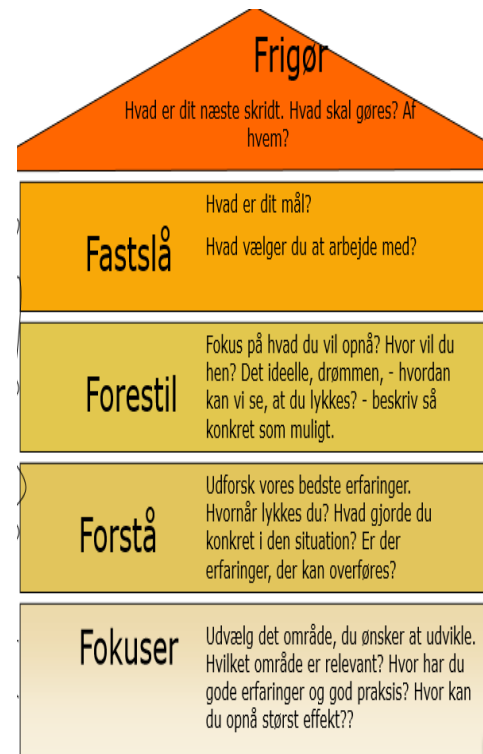 Frigør
Hvad er dit næste skridt. Hvad skal gøres? Af
hvem?
Fastslå
Hvad er dit mål?
Hvad vælger du at arbejde med?
Forestil
Fokus på hvad du vil opnå? Hvor vil du
hen? Det ideelle, drømmen, - hvordan
kan vi se, at du lykkes? - beskriv så
konkret som muligt.
Forstå
Udforsk vores bedste erfaringer.
Hvornår lykkes du? Hvad gjorde du
konkret i den situation? Er der
erfaringer, der kan overføres?
Fokuser
Udvælg det område, du ønsker at udvikle.
Hvilket område er relevant? Hvor har du
gode erfaringer og god praksis? Hvor kan
du opnå størst effekt??